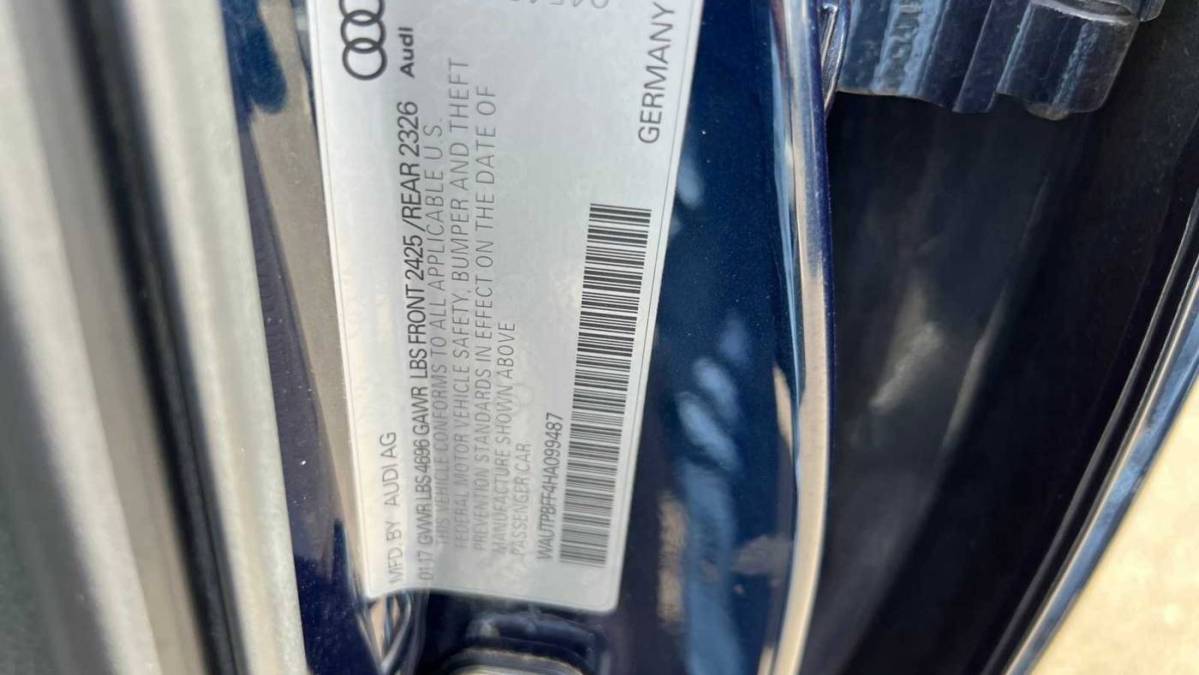 Audi
MFD. BY AUDI AG
01 17 GVWR LBS 4696 GAWR LBS FRONT 2425 / REAR 2326
THIS VEHICLE CONFORMS TO ALL APPLICABLE U.S.
FEDERAL MOTOR VEHICLE SAFETY, BUMPER AND THEFT
PREVENTION STANDARDS IN EFFECT ON THE DATE OF
MANUFACTURE SHOWN ABOVE
PASSENGER CAR
WAUTPBFF4HA099487
GERMANY